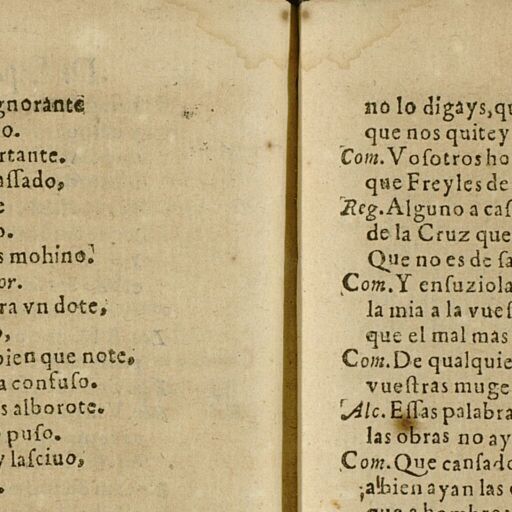 gnorante
o.
rtante.
aſſado,
e
o.
s mohino.
or.
ra vn dote,
o,
bien que note,
a confuſo.
s alborote.
puſo.
y laſciuo,
no lo digays, qu
que nos quitey
Com. Voſotros ho
que Freyles de
Reg. Alguno a caſ
de la Cruz que
Que no es de ſa
Com. Y enſuziola
la mia a la vueſ
que el mal mas
Com. De qualquie
vueſtras muge
Alc. Eſſas palabra
las obras no ay
Com. Que canſado
bien ayan las